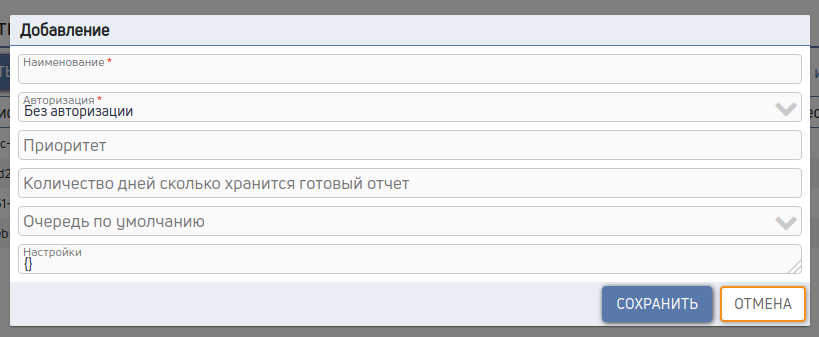 Добавление
Наименование *
Авторизация *
Без авторизации
Приоритет
Количество дней сколько хранится готовый отчет
Очередь по умолчанию
Настройки
{}
СОХРАНИТЬ ОТМЕНА